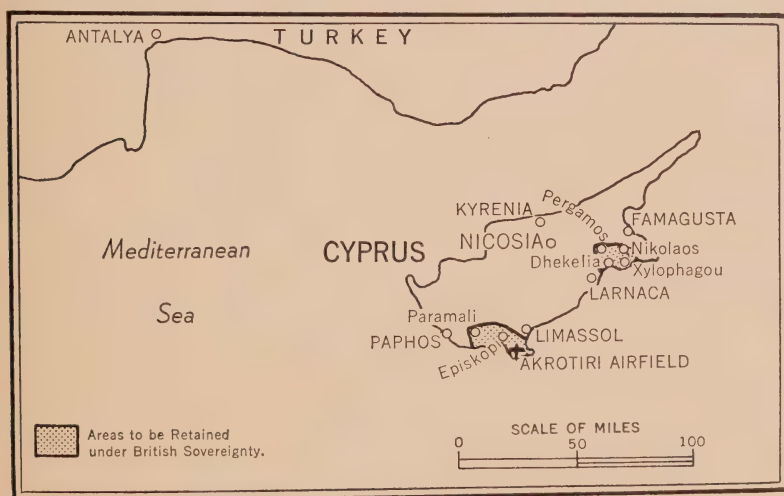 ANTALYA
TURKEY
Mediterranean
Sea
CYPRUS
KYRENIA
NICOSIA
Pergamos
FAMAGUSTA
Nikolaos
Dhekelia
Xylophagou
LARNACA
Paramali
PAPHOS
Episkopi
LIMASSOL
AKROTIRI AIRFIELD
Areas to be Retained
under British Sovereignty.
SCALE OF MILES
0 50 100